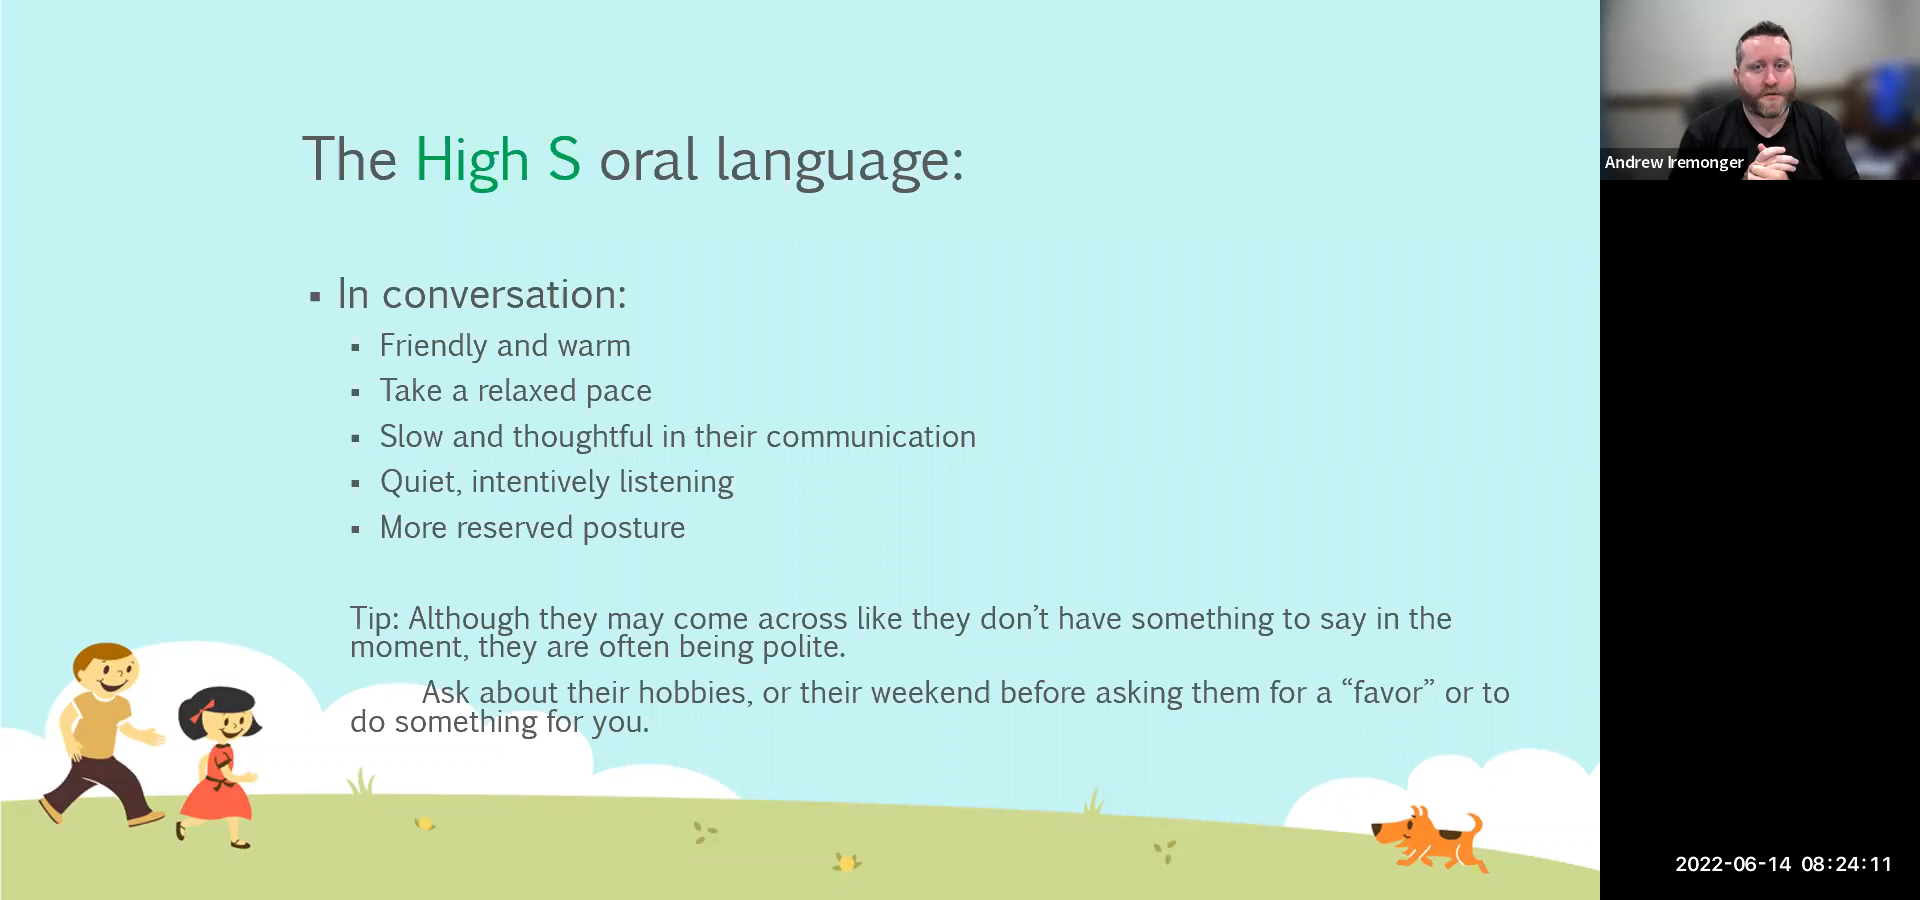 The High S oral language:
In conversation:
Friendly and warm
Take a relaxed pace
Slow and thoughtful in their communication
Quiet, intentively listening
More reserved posture
Tip: Although they may come across like they don’t have something to say in the
moment, they are often being polite.
Ask about their hobbies, or their weekend before asking them for a “favor” or to
do something for you.
Andrew Iremonger
2022-06-14 08:24:11